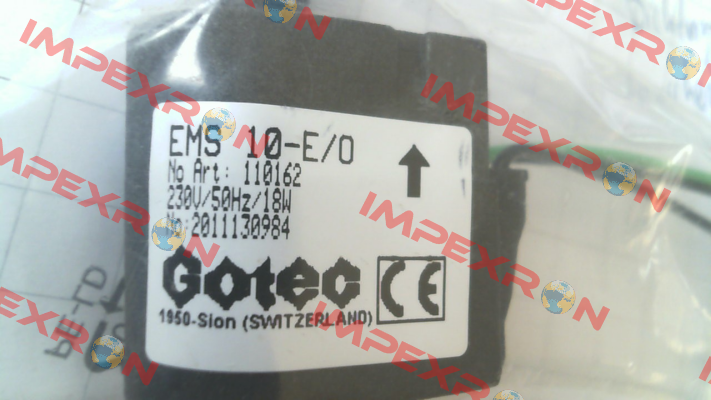 EMS 10-E/O
No Art: 110162
230V/50Hz/18W
No:2011130984
Gotec
CE
1950-Sion (SWITZERLAND)
IMPEXRON
IMPEXRON
IMPEXRON
IMPEXRON
IMPEXRON
IMPEXRON